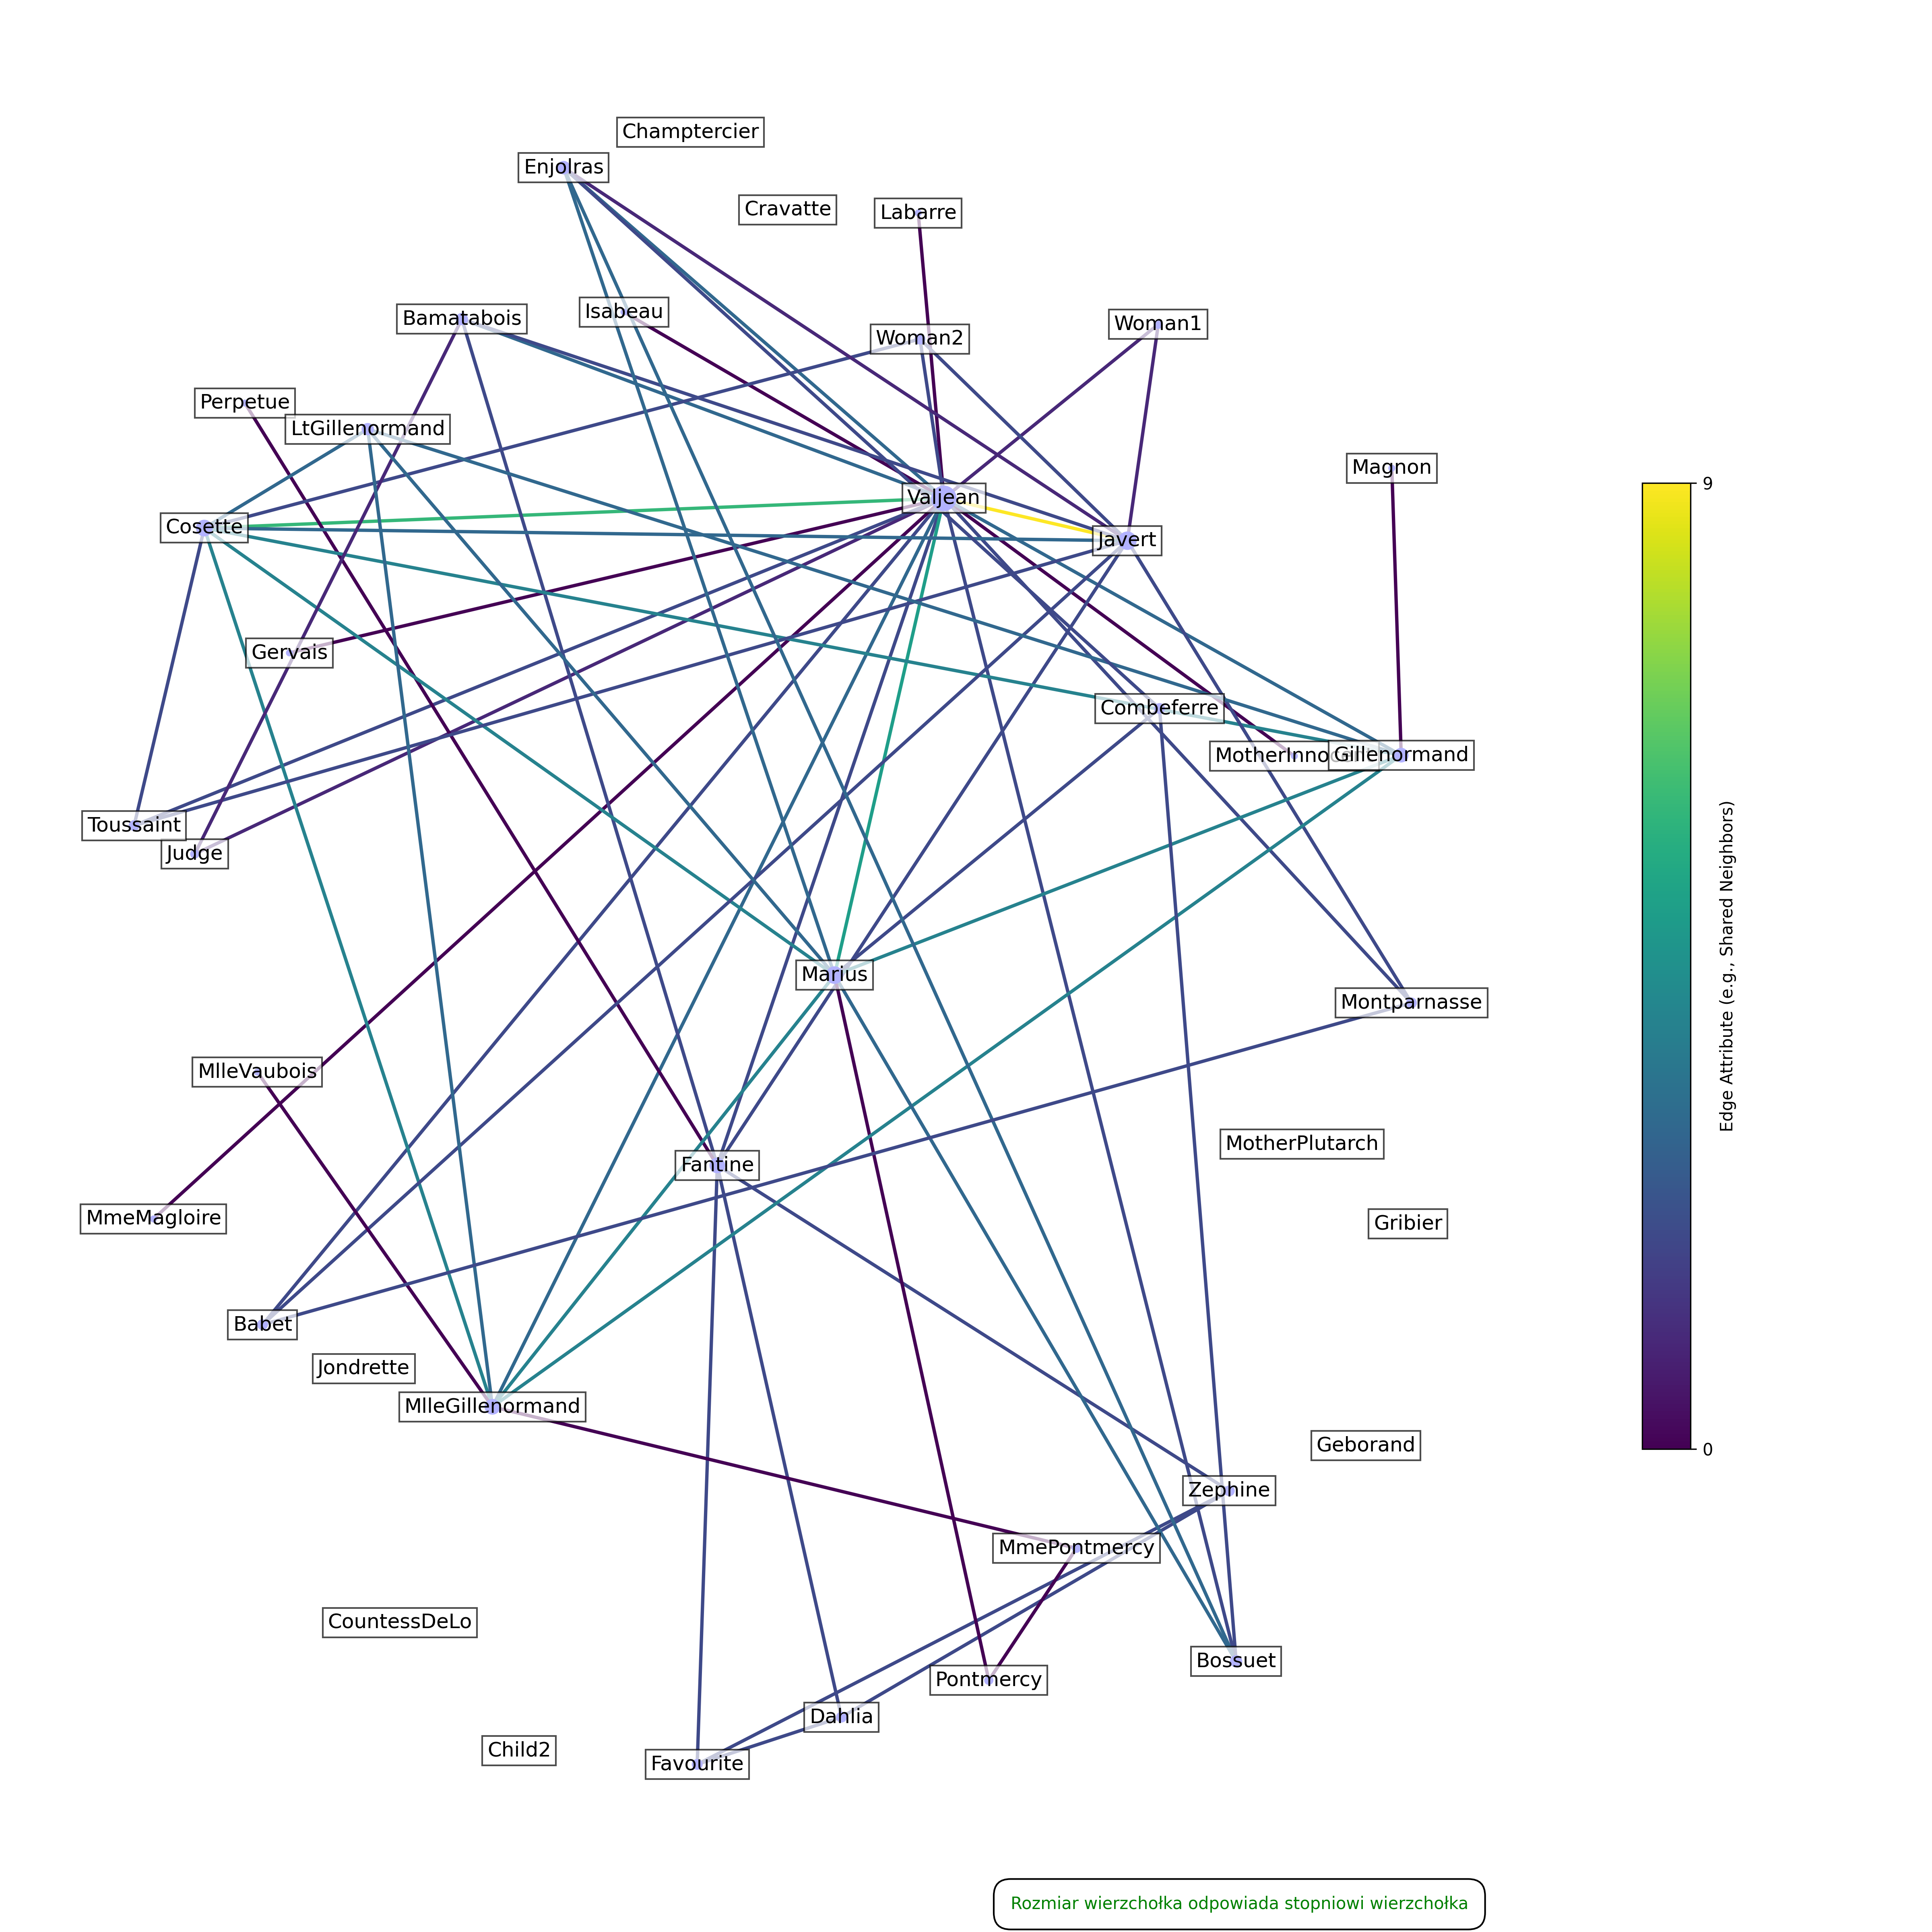 Champtercier
Enjolras
Cravatte
Labarre
Isabeau
Bamatabois
Woman1
Woman2
Perpetue
LtGillenormand
Magnon
9
Valjean
Cosette
Javert
Gervais
Combeferre
Gillenormand
Toussaint
Judge
Edge Attribute (e.g., Shared Neighbors)
Marius
Montparnasse
MlleVaubois
MotherPlutarch
Fantine
MmeMagloire
Gribier
Babet
Jondrette
MlleGillenormand
Geborand
0
Zephine
MmePontmercy
CountessDeLo
Bossuet
Pontmercy
Dahlia
Child2
Favourite
Rozmiar wierzchołka odpowiada stopniowi wierzchołka